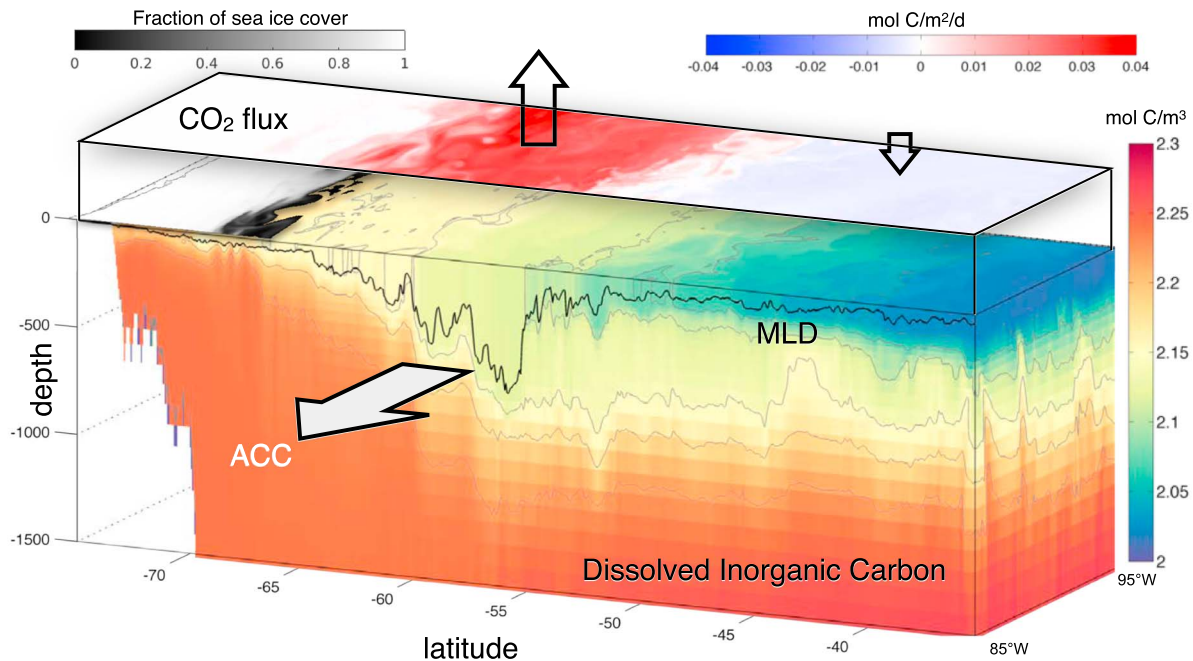 Fraction of sea ice cover
0 0.2 0.4 0.6 0.8 1
mol C/m²/d
-0.04 -0.03 -0.02 -0.01 0 0.01 0.02 0.03 0.04
CO₂ flux
mol C/m³
2.3
2.25
2.2
2.15
2.1
2.05
2
0
-500
-1000
-1500
depth
MLD
ACC
Dissolved Inorganic Carbon
-70 -65 -60 -55 -50 -45 -40
latitude
95°W
85°W